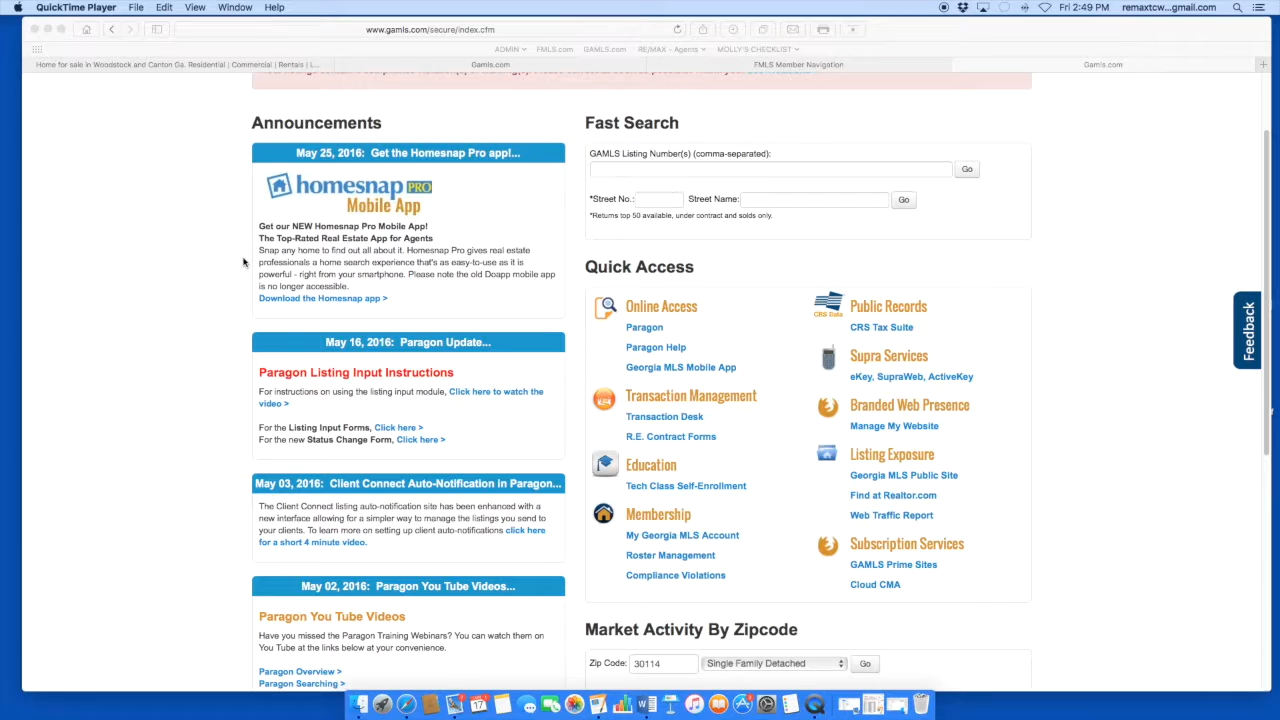 QuickTime Player File Edit View Window Help
Fri 2:49 PM remaxtcw...gmail.com
www.gamls.com/secure/index.cfm
ADMIN FMLS.com GAMLS.com RE/MAX - Agents MOLLY'S CHECKLIST
Home for sale in Woodstock and Canton Ga. Residential | Commercial | Rentals | L... Gamls.com FMLS Member Navigation Gamls.com
Announcements
May 25, 2016: Get the Homesnap Pro app!...
homesnap PRO
Mobile App
Get our NEW Homesnap Pro Mobile App!
The Top-Rated Real Estate App for Agents
Snap any home to find out all about it. Homesnap Pro gives real estate
professionals a home search experience that's as easy-to-use as it is
powerful - right from your smartphone. Please note the old Doapp mobile app
is no longer accessible.
Download the Homesnap app >
May 16, 2016: Paragon Update...
Paragon Listing Input Instructions
For instructions on using the listing input module, Click here to watch the
video >
For the Listing Input Forms, Click here >
For the new Status Change Form, Click here >
May 03, 2016: Client Connect Auto-Notification in Paragon...
The Client Connect listing auto-notification site has been enhanced with a
new interface allowing for a simpler way to manage the listings you send to
your clients. To learn more on setting up client auto-notifications click here
for a short 4 minute video.
May 02, 2016: Paragon You Tube Videos...
Paragon You Tube Videos
Have you missed the Paragon Training Webinars? You can watch them on
You Tube at the links below at your convenience.
Paragon Overview >
Paragon Searching >
Fast Search
GAMLS Listing Number(s) (comma-separated):
Go
*Street No.: Street Name: Go
*Returns top 50 available, under contract and solds only.
Quick Access
Online Access
Paragon
Paragon Help
Georgia MLS Mobile App
Transaction Management
Transaction Desk
R.E. Contract Forms
Education
Tech Class Self-Enrollment
Membership
My Georgia MLS Account
Roster Management
Compliance Violations
CRS Data
Public Records
CRS Tax Suite
Supra Services
eKey, SupraWeb, ActiveKey
Branded Web Presence
Manage My Website
Listing Exposure
Georgia MLS Public Site
Find at Realtor.com
Web Traffic Report
Subscription Services
GAMLS Prime Sites
Cloud CMA
Market Activity By Zipcode
Zip Code: 30114 Single Family Detached Go
Feedback
17